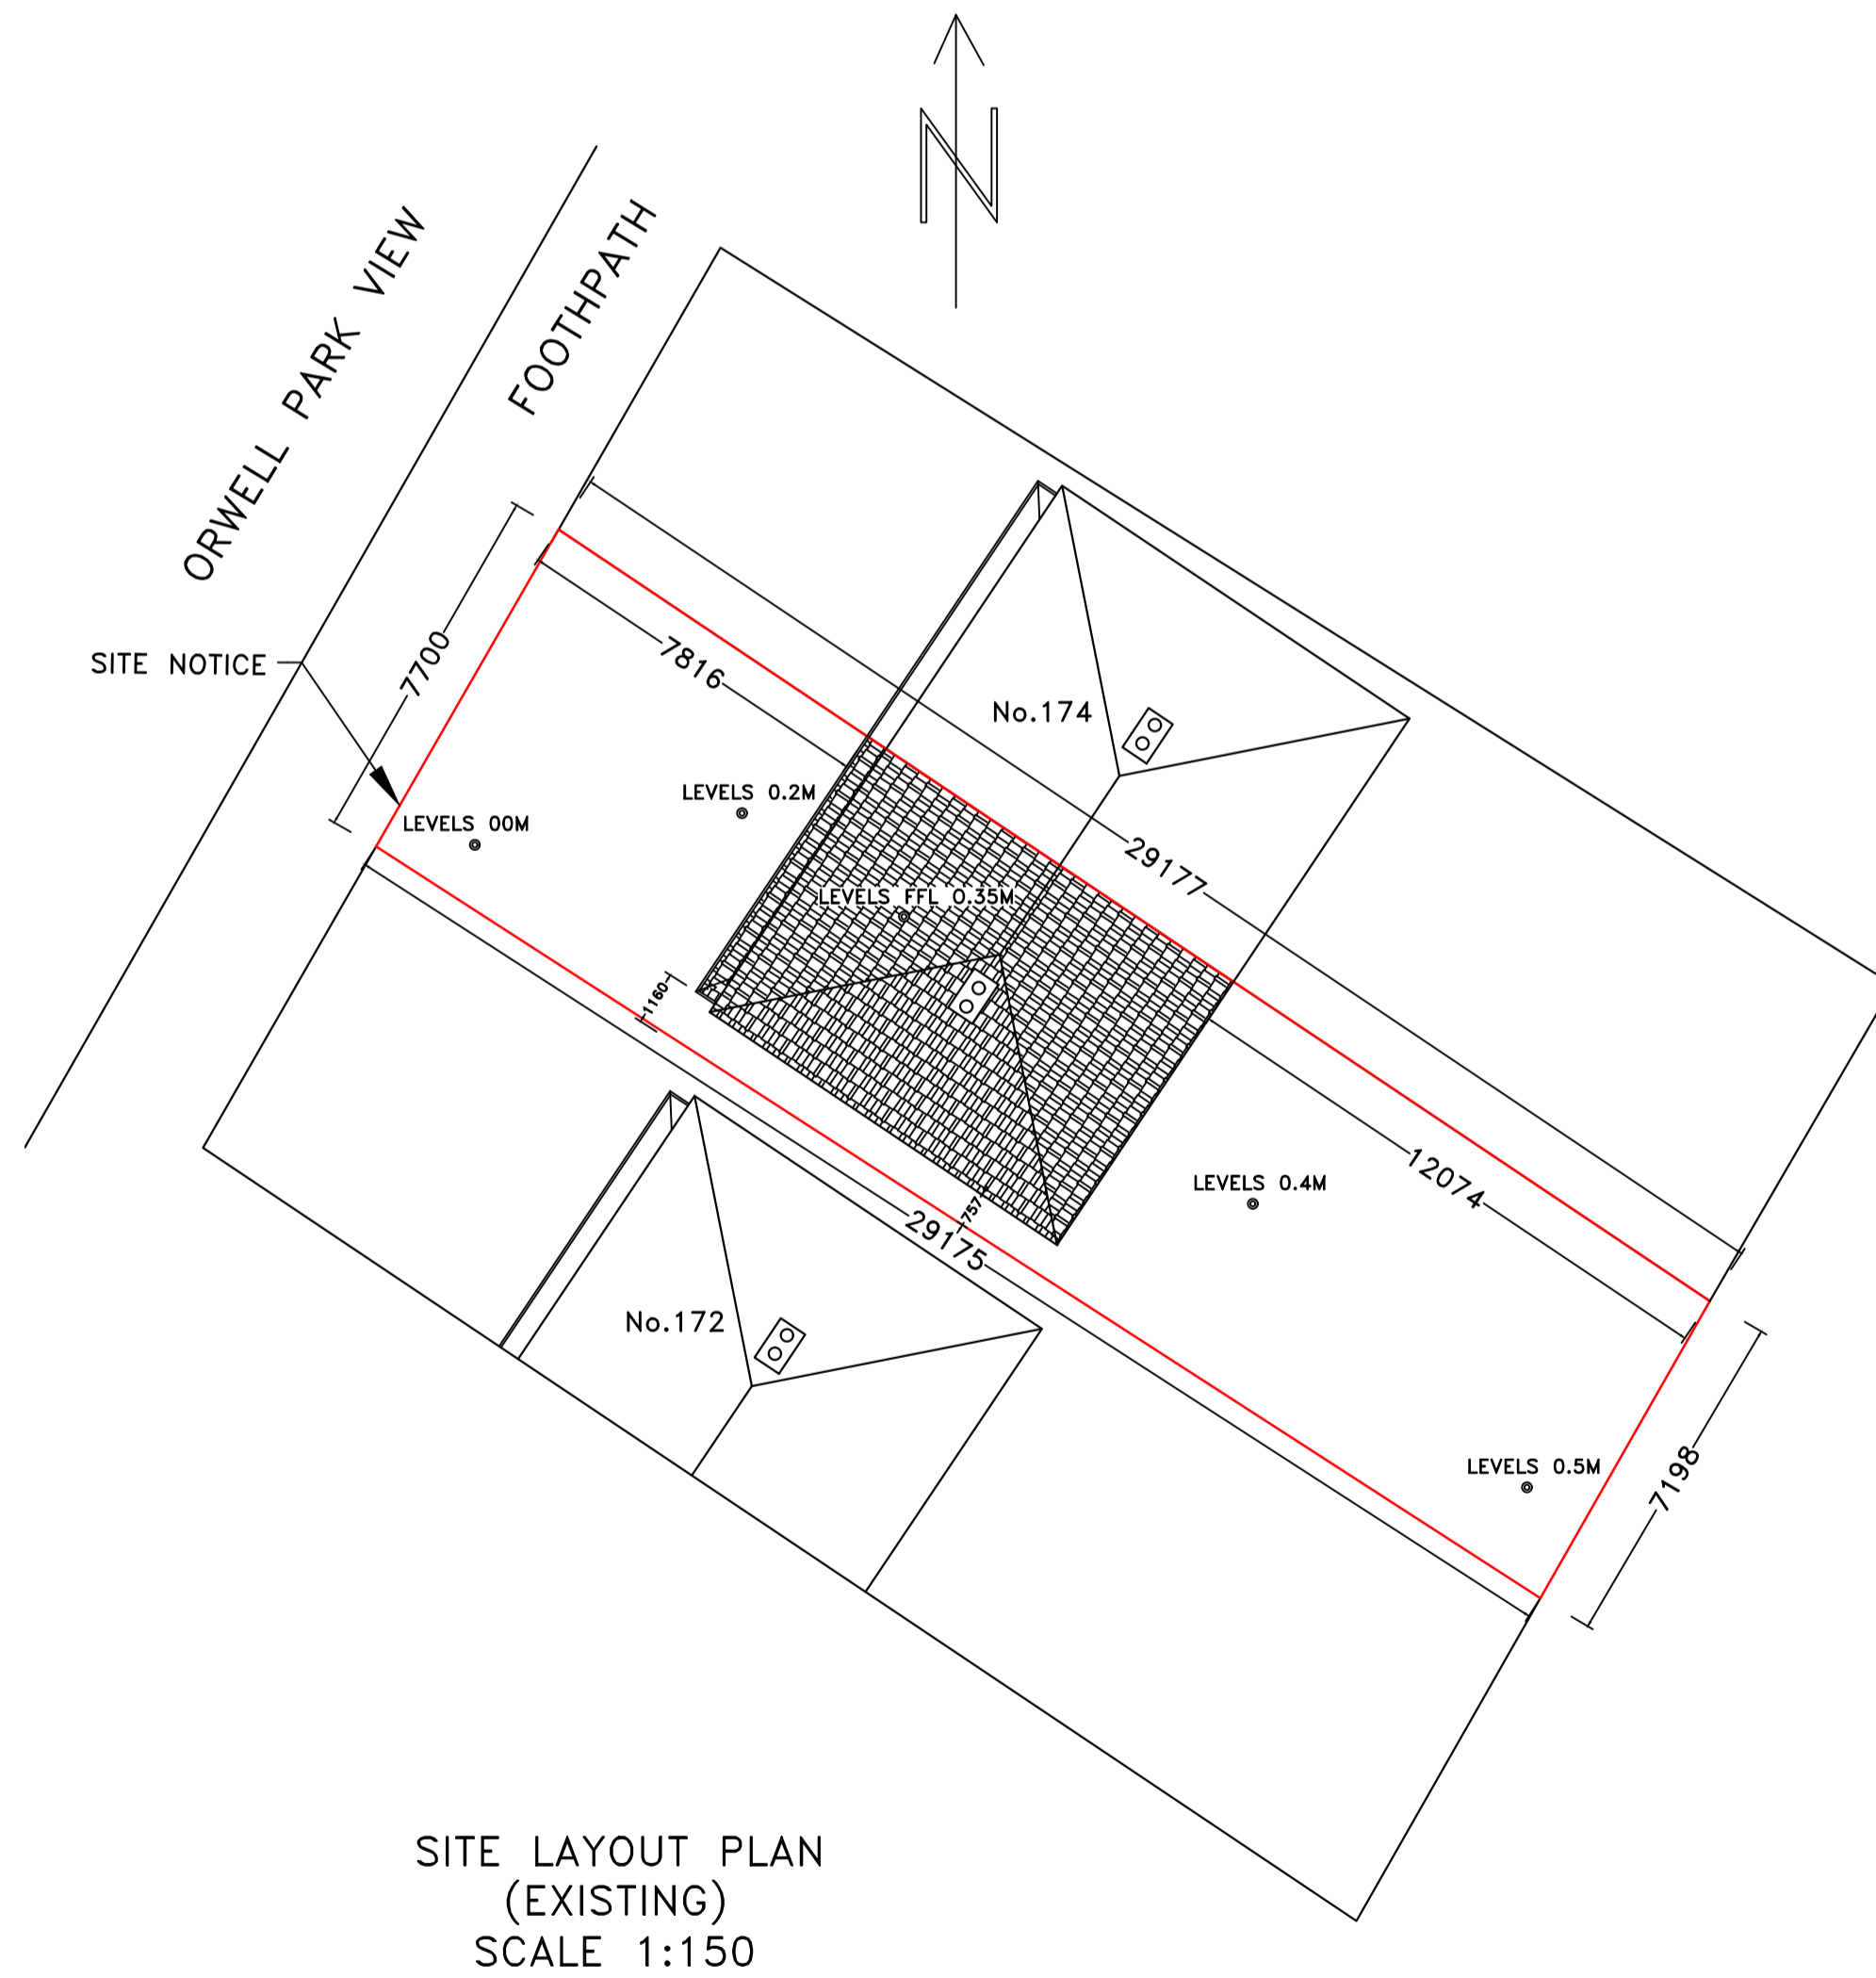 N
ORWELL PARK VIEW
FOOTHPATH
SITE NOTICE
7700
7816
No.174
LEVELS 0.2M
LEVELS 00M
29177
LEVELS FFL 0.35M
1160
12074
LEVELS 0.4M
757
29175
No.172
LEVELS 0.5M
7198
SITE LAYOUT PLAN
(EXISTING)
SCALE 1:150